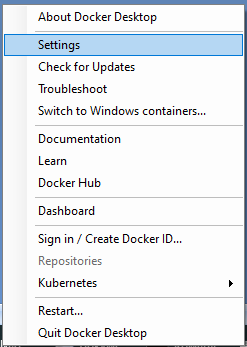 About Docker Desktop
Settings
Check for Updates
Troubleshoot
Switch to Windows containers...
Documentation
Learn
Docker Hub
Dashboard
Sign in / Create Docker ID...
Repositories
Kubernetes
Restart...
Quit Docker Desktop